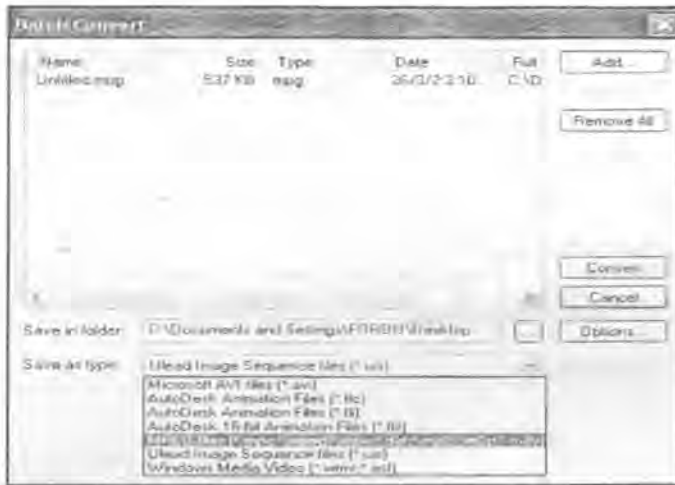 Batch Convert
Name Size Type Date Full
Untitled.mpg 537 KB mpg C:\D
Add...
Remove All
Convert
Cancel
Save in folder: Documents and Settings
Options...
Save as type: Ulead Image Sequence files (*.uis)
Microsoft AVI files (*.avi)
AutoDesk Animation Files (*.flc)
AutoDesk Animation Files (*.fli)
AutoDesk 16-bit Animation Files (*.flx)
Ulead Image Sequence files (*.uis)
Windows Media Video (*.wmv;*.asf)